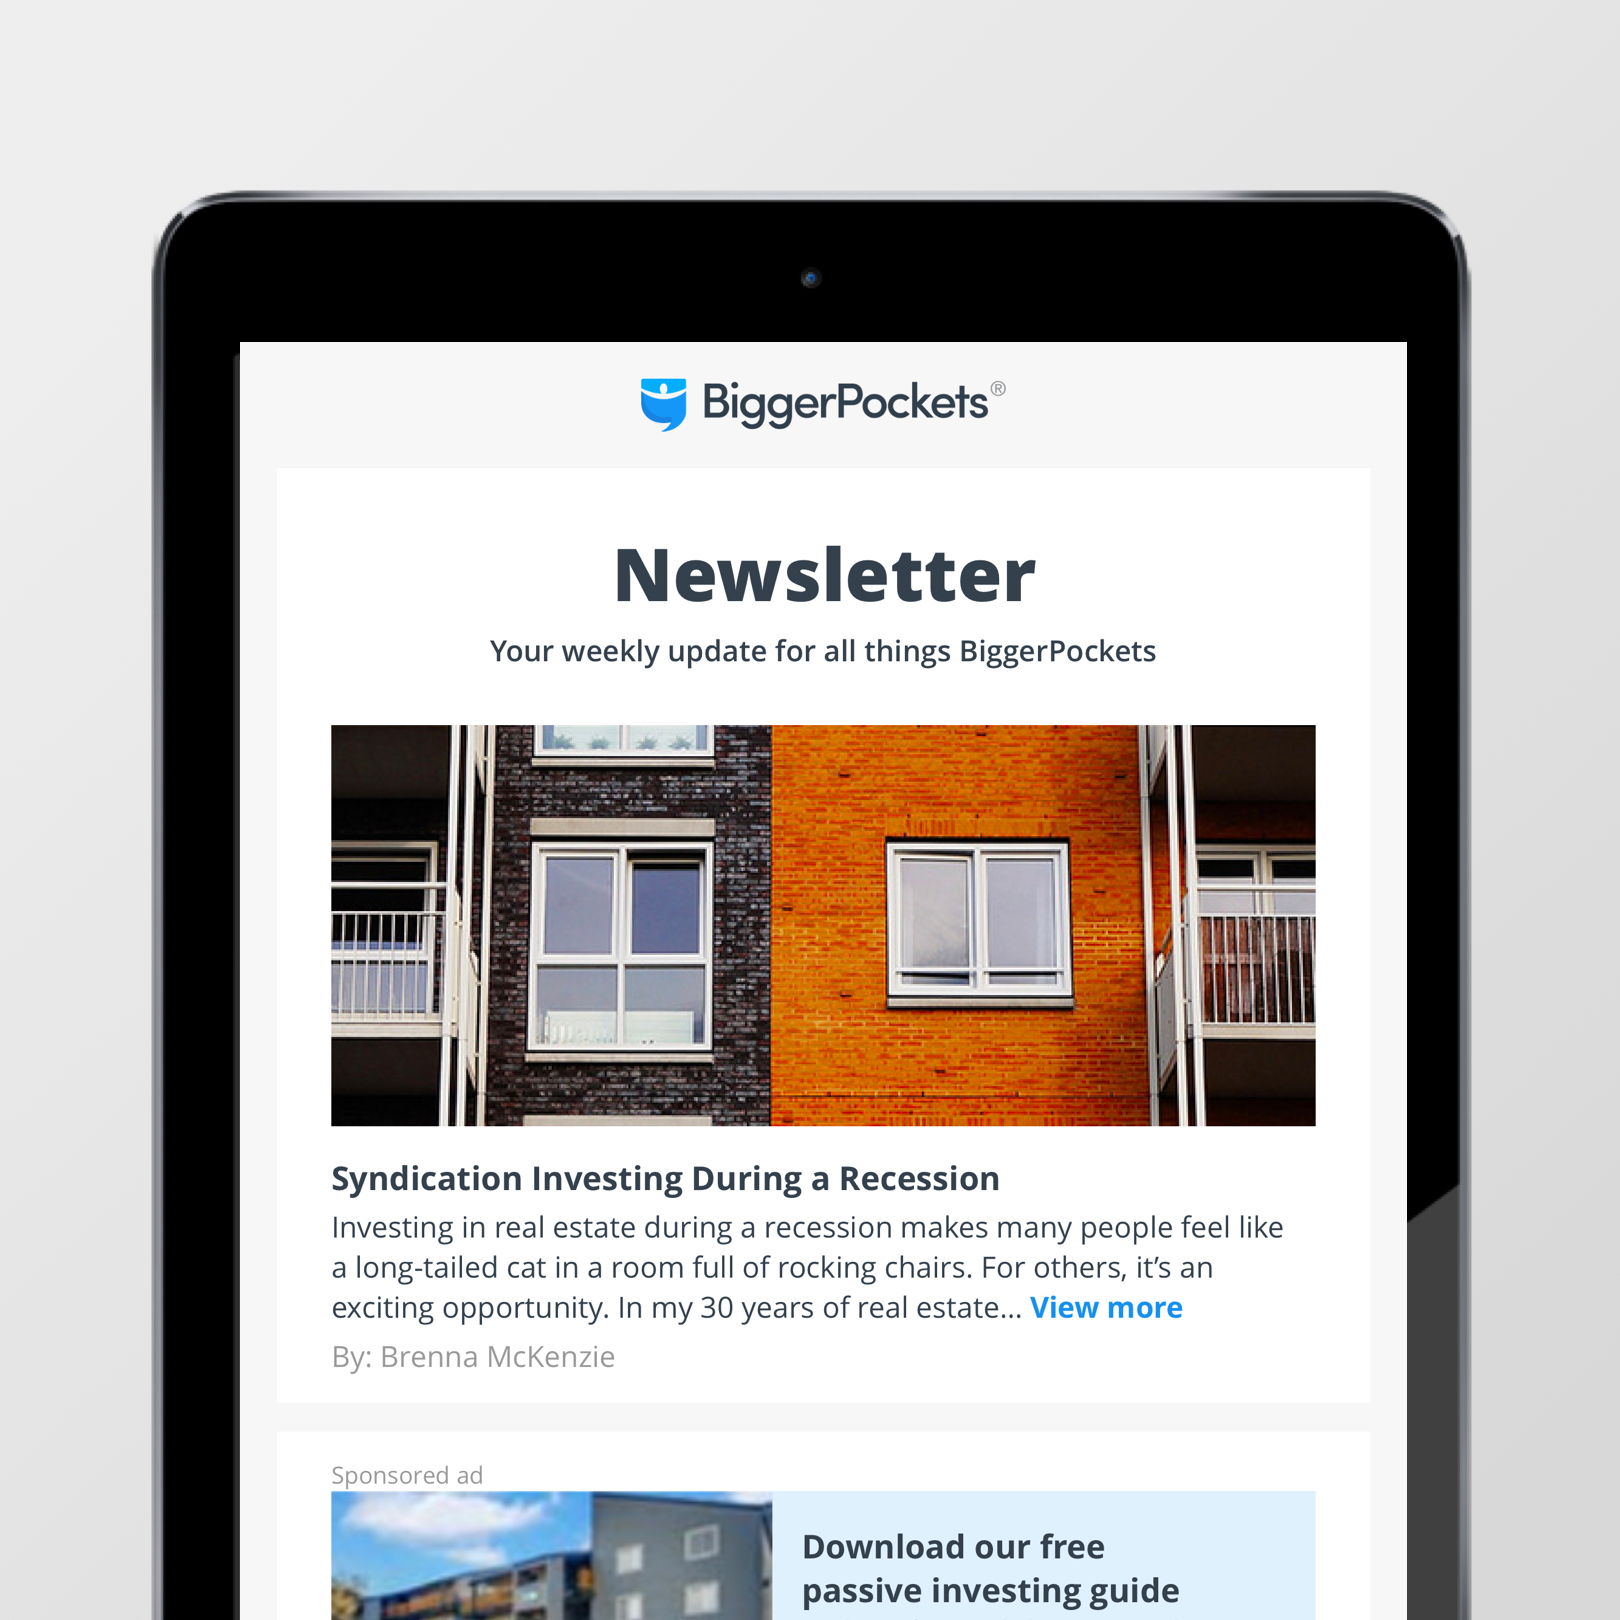 BiggerPockets®
Newsletter
Your weekly update for all things BiggerPockets
Syndication Investing During a Recession
Investing in real estate during a recession makes many people feel like
a long-tailed cat in a room full of rocking chairs. For others, it’s an
exciting opportunity. In my 30 years of real estate... View more
By: Brenna McKenzie
Sponsored ad
Download our free
passive investing guide